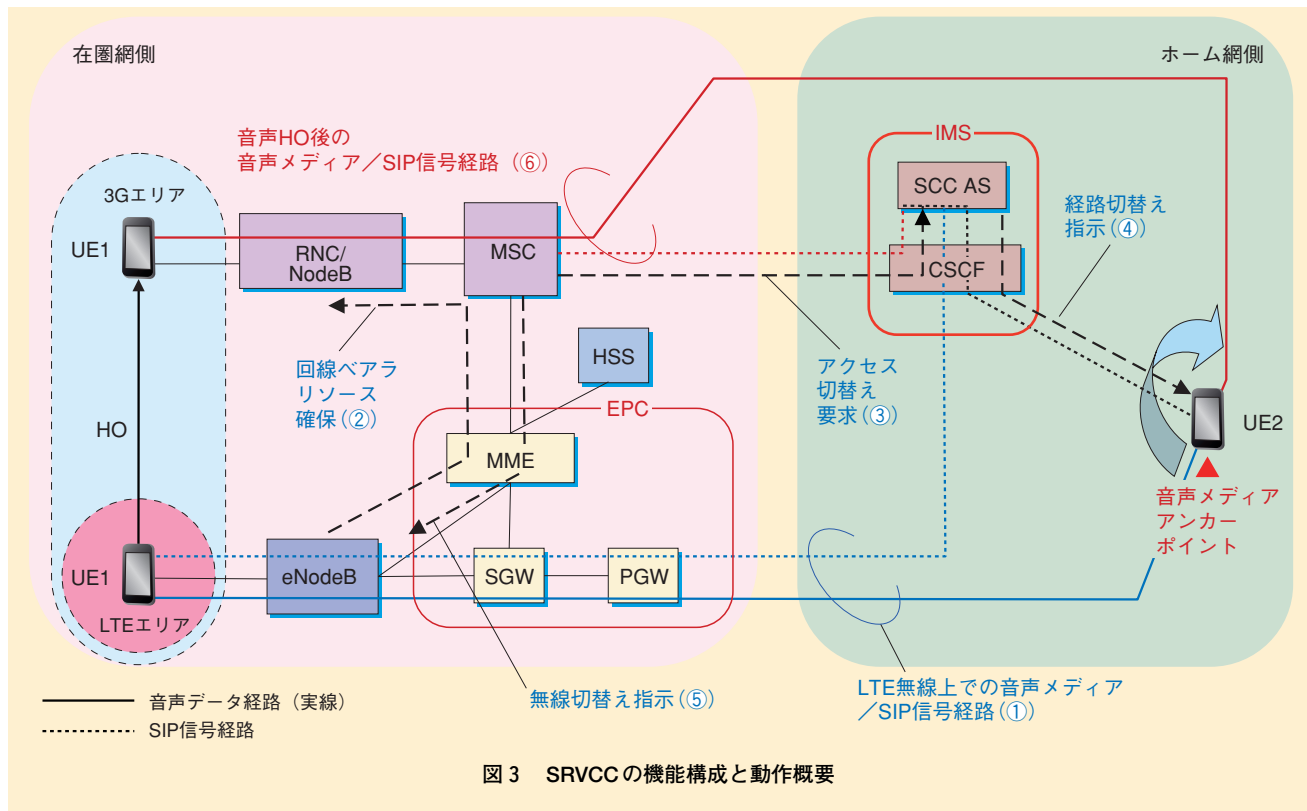 在圏網側
ホーム網側
音声HO後の
音声メディア／SIP信号経路（⑥）
IMS
SCC AS
CSCF
経路切替え
指示（④）
3Gエリア
UE1
RNC/
NodeB
MSC
HSS
回線ベアラ
リソース
確保（②）
アクセス
切替え
要求（③）
UE2
HO
EPC
MME
音声メディア
アンカー
ポイント
UE1
eNodeB
SGW
PGW
LTEエリア
無線切替え指示（⑤）
LTE無線上での音声メディア
／SIP信号経路（①）
音声データ経路（実線）
SIP信号経路
図3　SRVCCの機能構成と動作概要